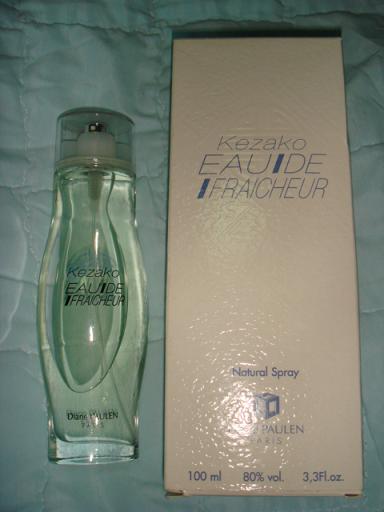 Kezako
EAU DE
FRAICHEUR
Kezako
EAU DE
FRAICHEUR
Diane PAULEN
PARIS
Natural Spray
PAULEN
PARIS
100 ml 80% vol. 3,3Fl.oz.